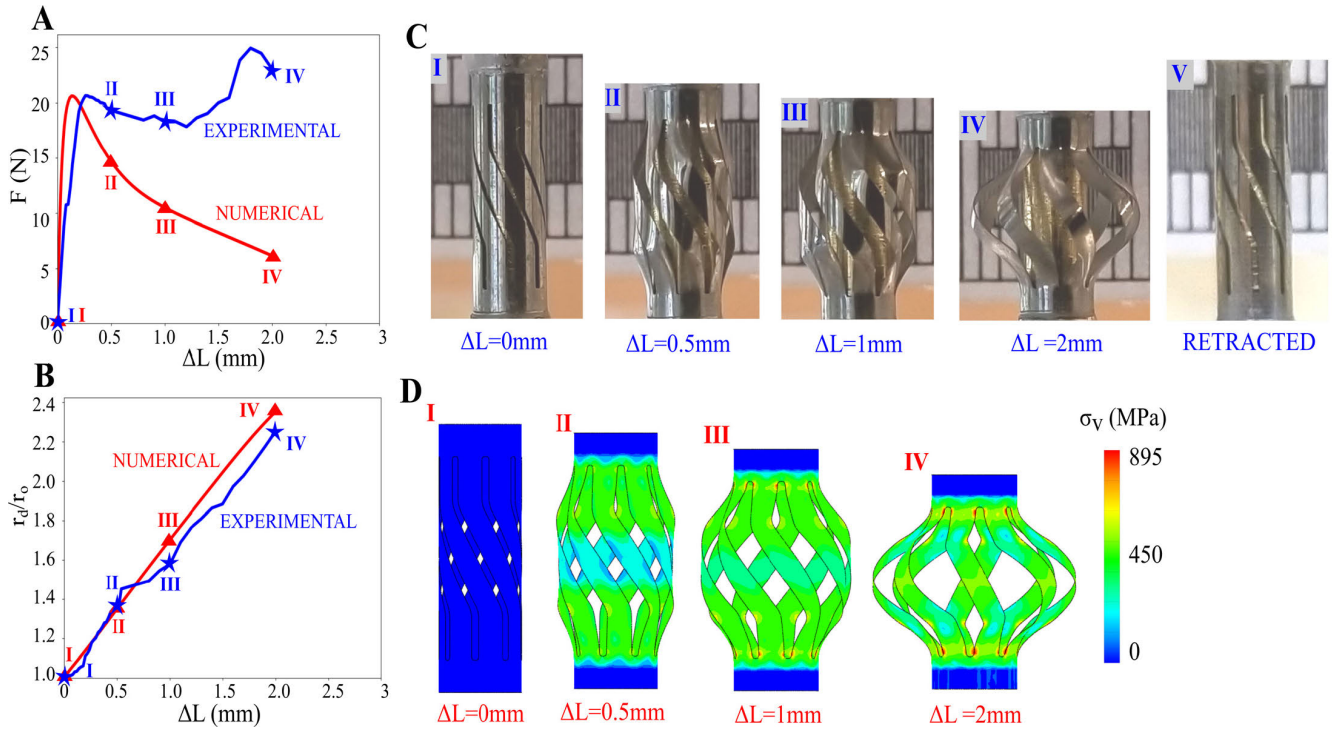 A
25
20
15
10
5
0
F (N)
II
III
IV
EXPERIMENTAL
II
NUMERICAL
III
IV
I I
0 0.5 1.0 1.5 2.0 2.5 3
ΔL (mm)
B
2.4
2.2
2.0
1.8
1.6
1.4
1.2
1.0
r_d/r_o
IV
IV
NUMERICAL
III
EXPERIMENTAL
II
III
II
I
I
0 0.5 1.0 1.5 2.0 2.5 3
ΔL (mm)
C
I
II
III
IV
V
ΔL=0mm
ΔL=0.5mm
ΔL=1mm
ΔL =2mm
RETRACTED
D
I
II
III
IV
σ_V (MPa)
895
450
0
ΔL=0mm
ΔL=0.5mm
ΔL=1mm
ΔL =2mm